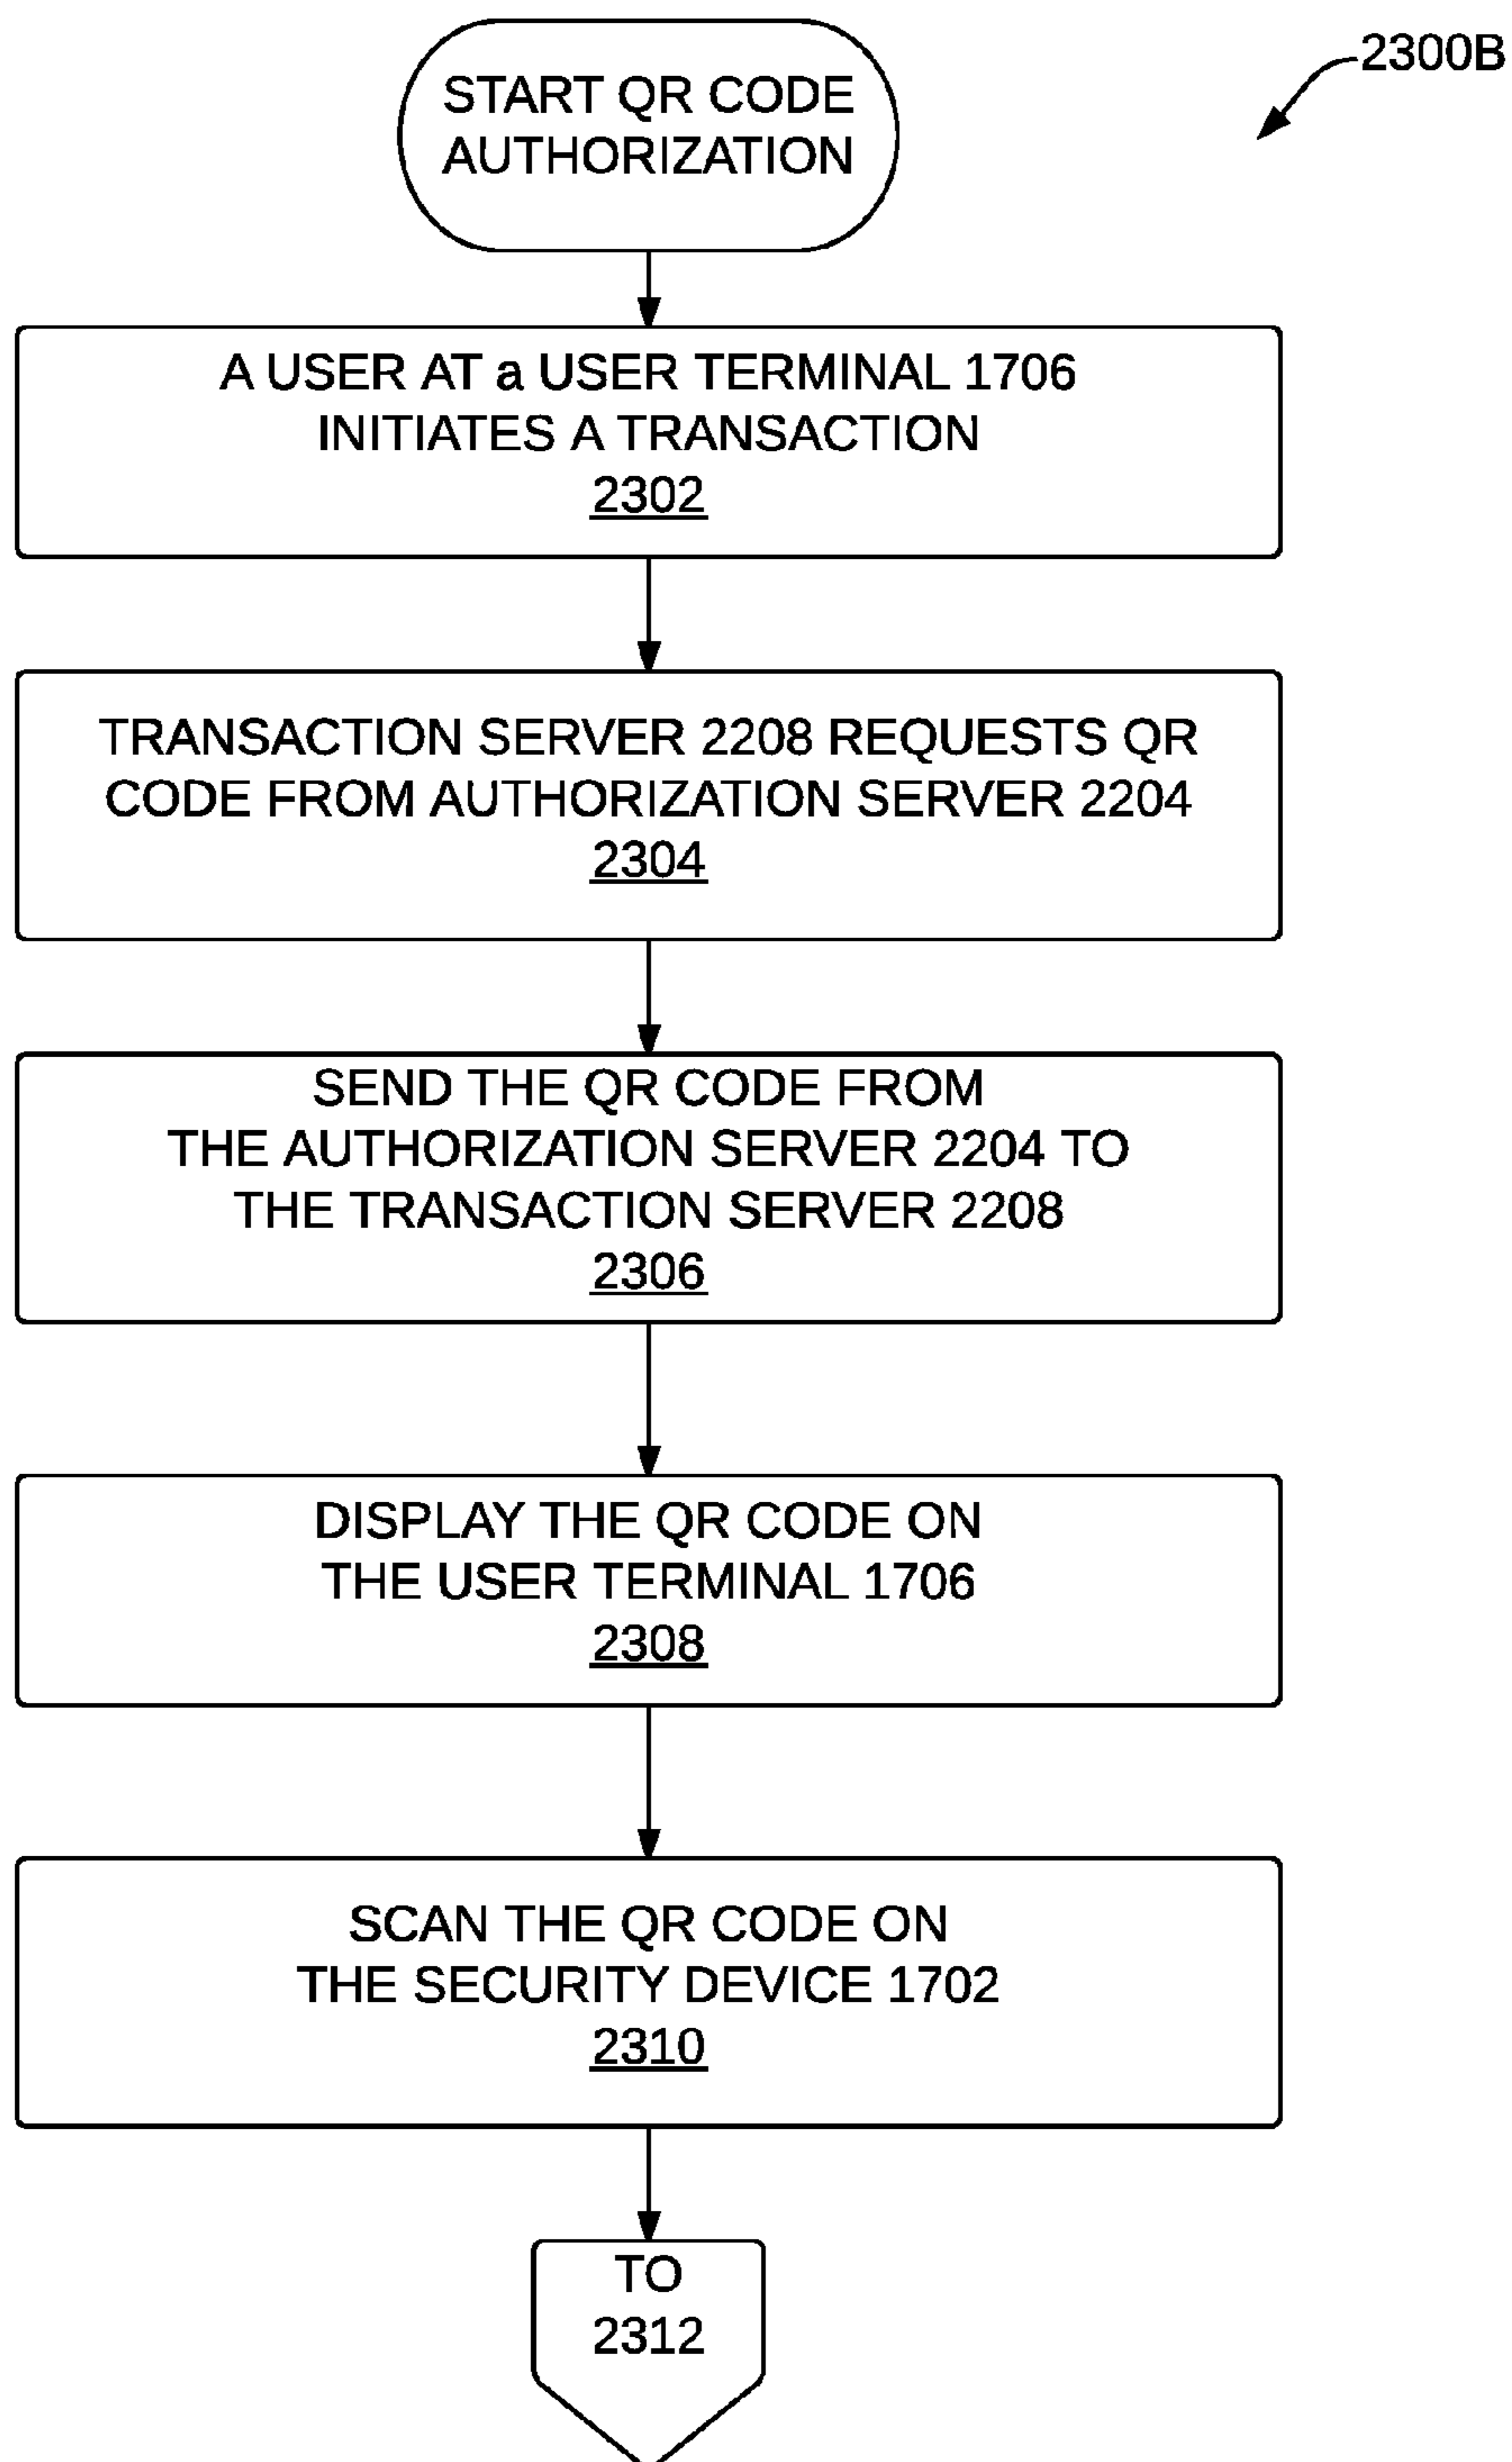 2300B
START QR CODE
AUTHORIZATION
A USER AT a USER TERMINAL 1706
INITIATES A TRANSACTION
2302
TRANSACTION SERVER 2208 REQUESTS QR
CODE FROM AUTHORIZATION SERVER 2204
2304
SEND THE QR CODE FROM
THE AUTHORIZATION SERVER 2204 TO
THE TRANSACTION SERVER 2208
2306
DISPLAY THE QR CODE ON
THE USER TERMINAL 1706
2308
SCAN THE QR CODE ON
THE SECURITY DEVICE 1702
2310
TO
2312